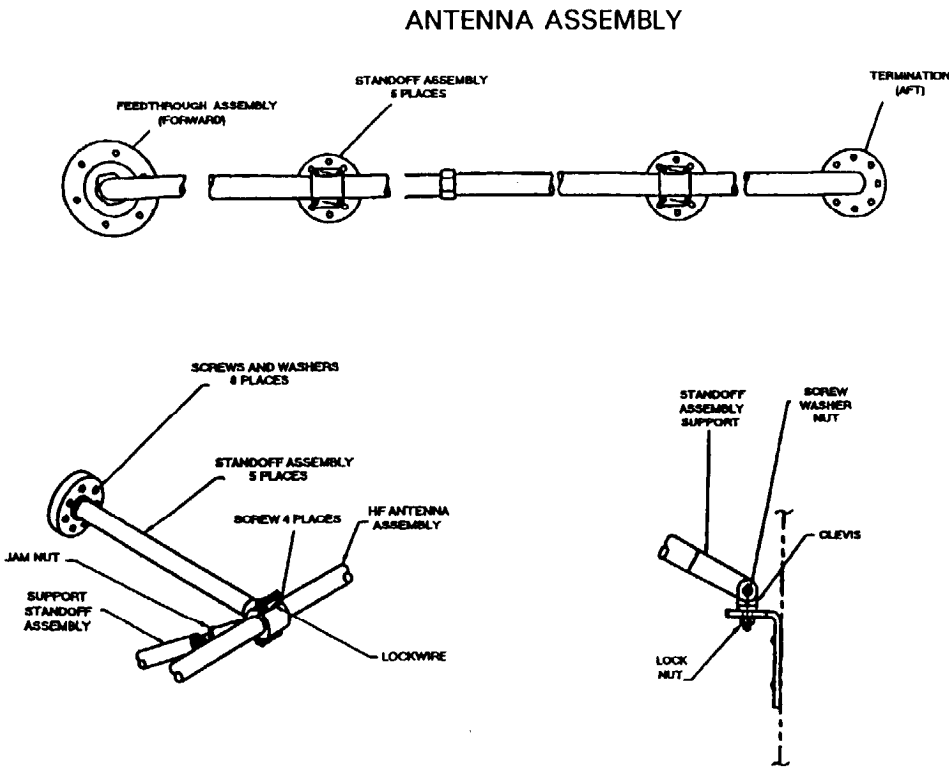 ANTENNA ASSEMBLY
FEEDTHROUGH ASSEMBLY
(FORWARD)
STANDOFF ASSEMBLY
5 PLACES
TERMINATION
(AFT)
SCREWS AND WASHERS
8 PLACES
STANDOFF ASSEMBLY
5 PLACES
SCREW 4 PLACES
HF ANTENNA
ASSEMBLY
JAM NUT
SUPPORT
STANDOFF
ASSEMBLY
LOCKWIRE
STANDOFF
ASSEMBLY
SUPPORT
SCREW
WASHER
NUT
CLEVIS
LOCK
NUT